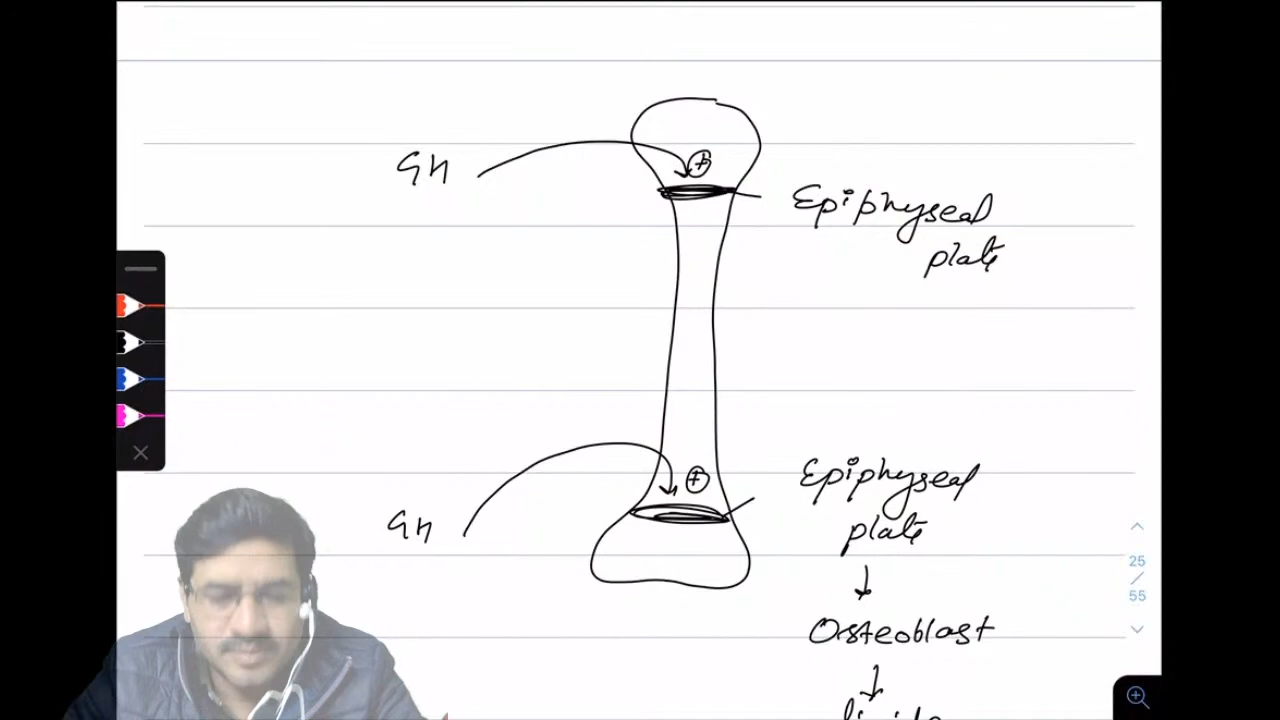 GH
+
Epiphyseal
plate
+
Epiphyseal
plate
GH
↓
25
/
55
Osteoblast
↓